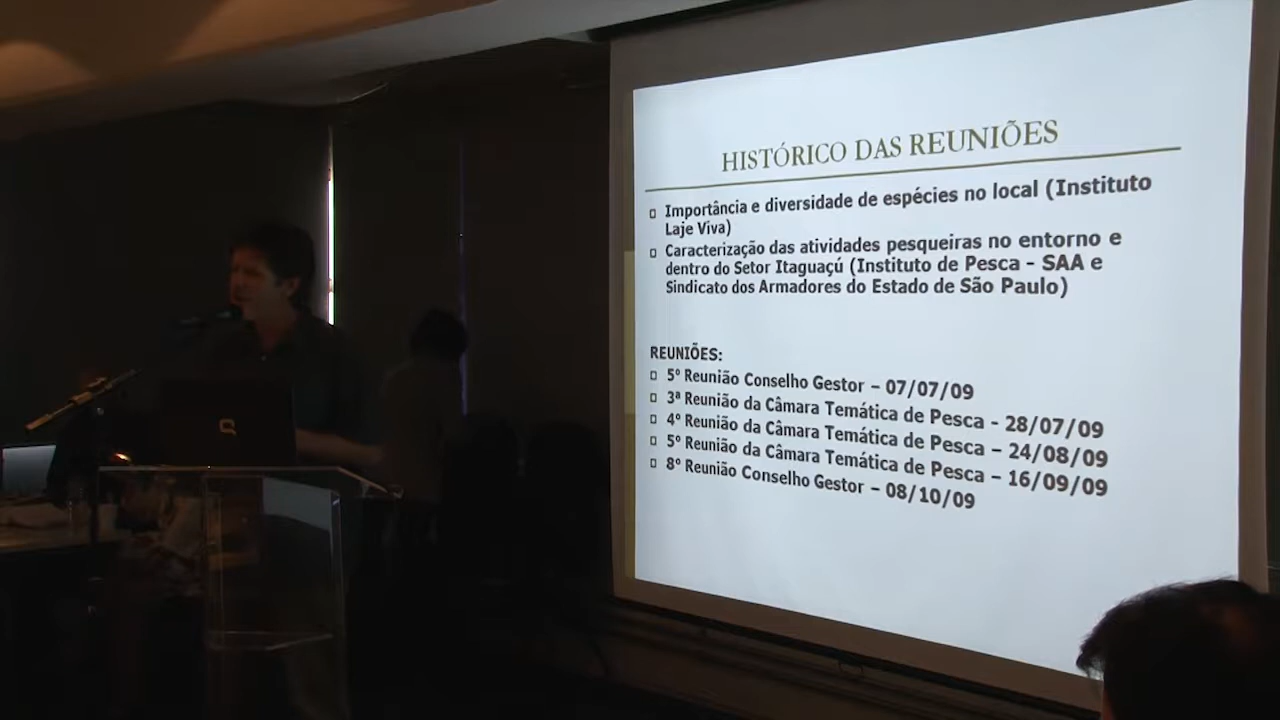 HISTÓRICO DAS REUNIÕES
Importância e diversidade de espécies no local (Instituto
Laje Viva)
Caracterização das atividades pesqueiras no entorno e
dentro do Setor Itaguaçú (Instituto de Pesca - SAA e
Sindicato dos Armadores do Estado de São Paulo)
REUNIÕES:
5º Reunião Conselho Gestor – 07/07/09
3ª Reunião da Câmara Temática de Pesca - 28/07/09
4º Reunião da Câmara Temática de Pesca – 24/08/09
5º Reunião da Câmara Temática de Pesca – 16/09/09
8º Reunião Conselho Gestor – 08/10/09